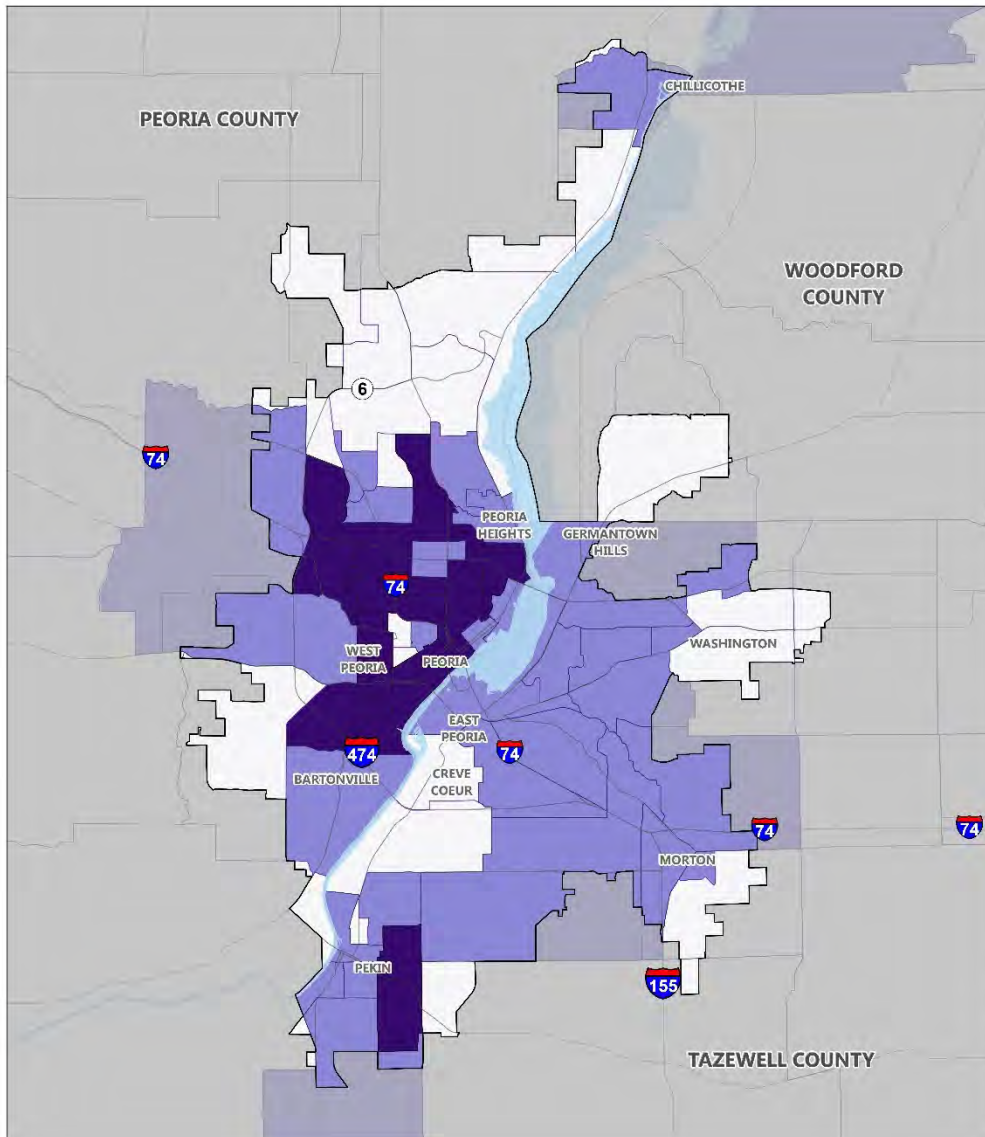 CHILLICOTHE
PEORIA COUNTY
WOODFORD
COUNTY
6
74
PEORIA
HEIGHTS
GERMANTOWN
HILLS
74
WEST
PEORIA
PEORIA
WASHINGTON
EAST
PEORIA
474
74
BARTONVILLE
CREVE
COEUR
74
74
MORTON
PEKIN
155
TAZEWELL COUNTY